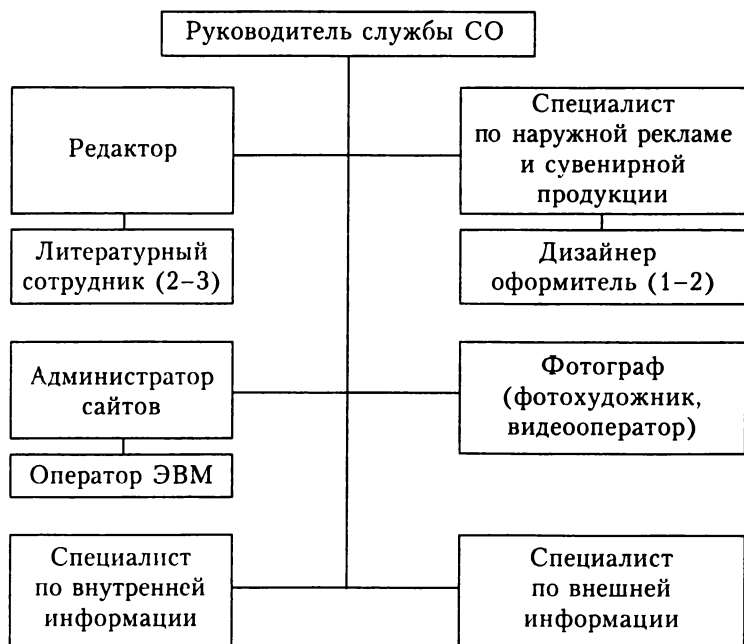 Руководитель службы СО
Редактор
Специалист
по наружной рекламе
и сувенирной
продукции
Литературный
сотрудник (2–3)
Дизайнер
оформитель (1–2)
Администратор
сайтов
Фотограф
(фотохудожник,
видеооператор)
Оператор ЭВМ
Специалист
по внутренней
информации
Специалист
по внешней
информации